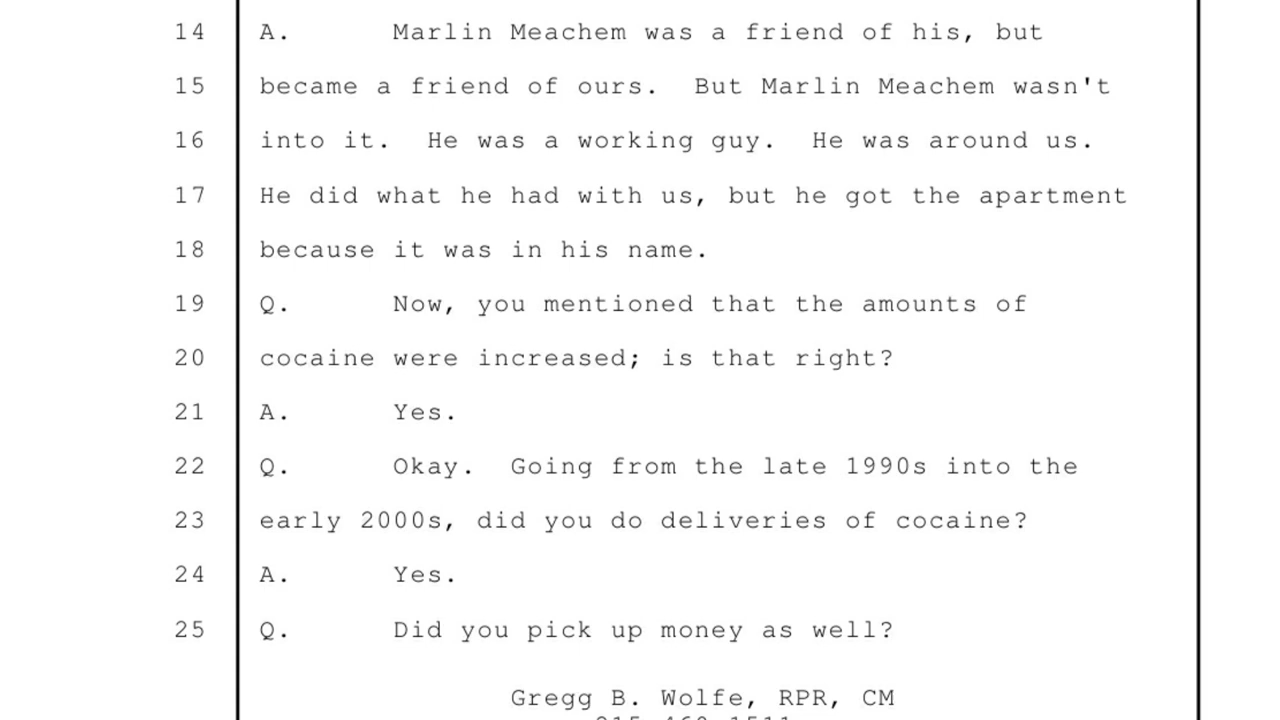 14 A. Marlin Meachem was a friend of his, but
15 became a friend of ours. But Marlin Meachem wasn't
16 into it. He was a working guy. He was around us.
17 He did what he had with us, but he got the apartment
18 because it was in his name.
19 Q. Now, you mentioned that the amounts of
20 cocaine were increased; is that right?
21 A. Yes.
22 Q. Okay. Going from the late 1990s into the
23 early 2000s, did you do deliveries of cocaine?
24 A. Yes.
25 Q. Did you pick up money as well?
Gregg B. Wolfe, RPR, CM